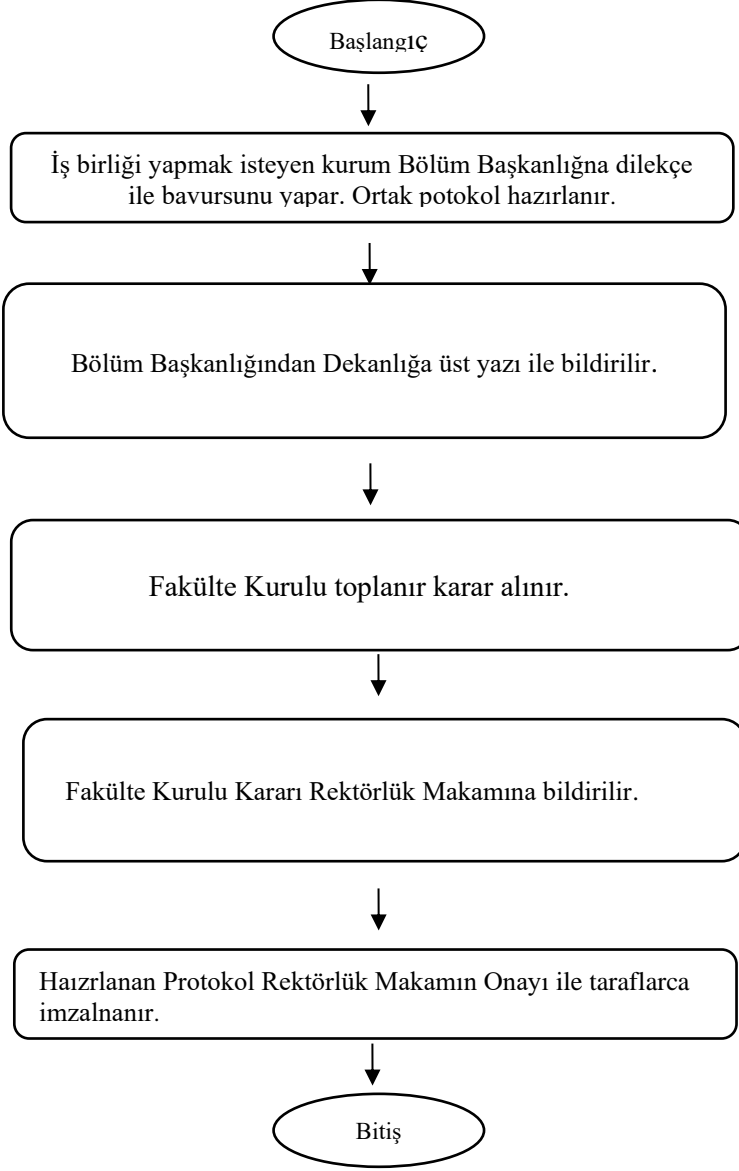 Başlangıç
İş birliği yapmak isteyen kurum Bölüm Başkanlığna dilekçe
ile bavursunu yapar. Ortak potokol hazırlanır.
Bölüm Başkanlığından Dekanlığa üst yazı ile bildirilir.
Fakülte Kurulu toplanır karar alınır.
Fakülte Kurulu Kararı Rektörlük Makamına bildirilir.
Haızrlanan Protokol Rektörlük Makamın Onayı ile taraflarca
imzalnanır.
Bitiş